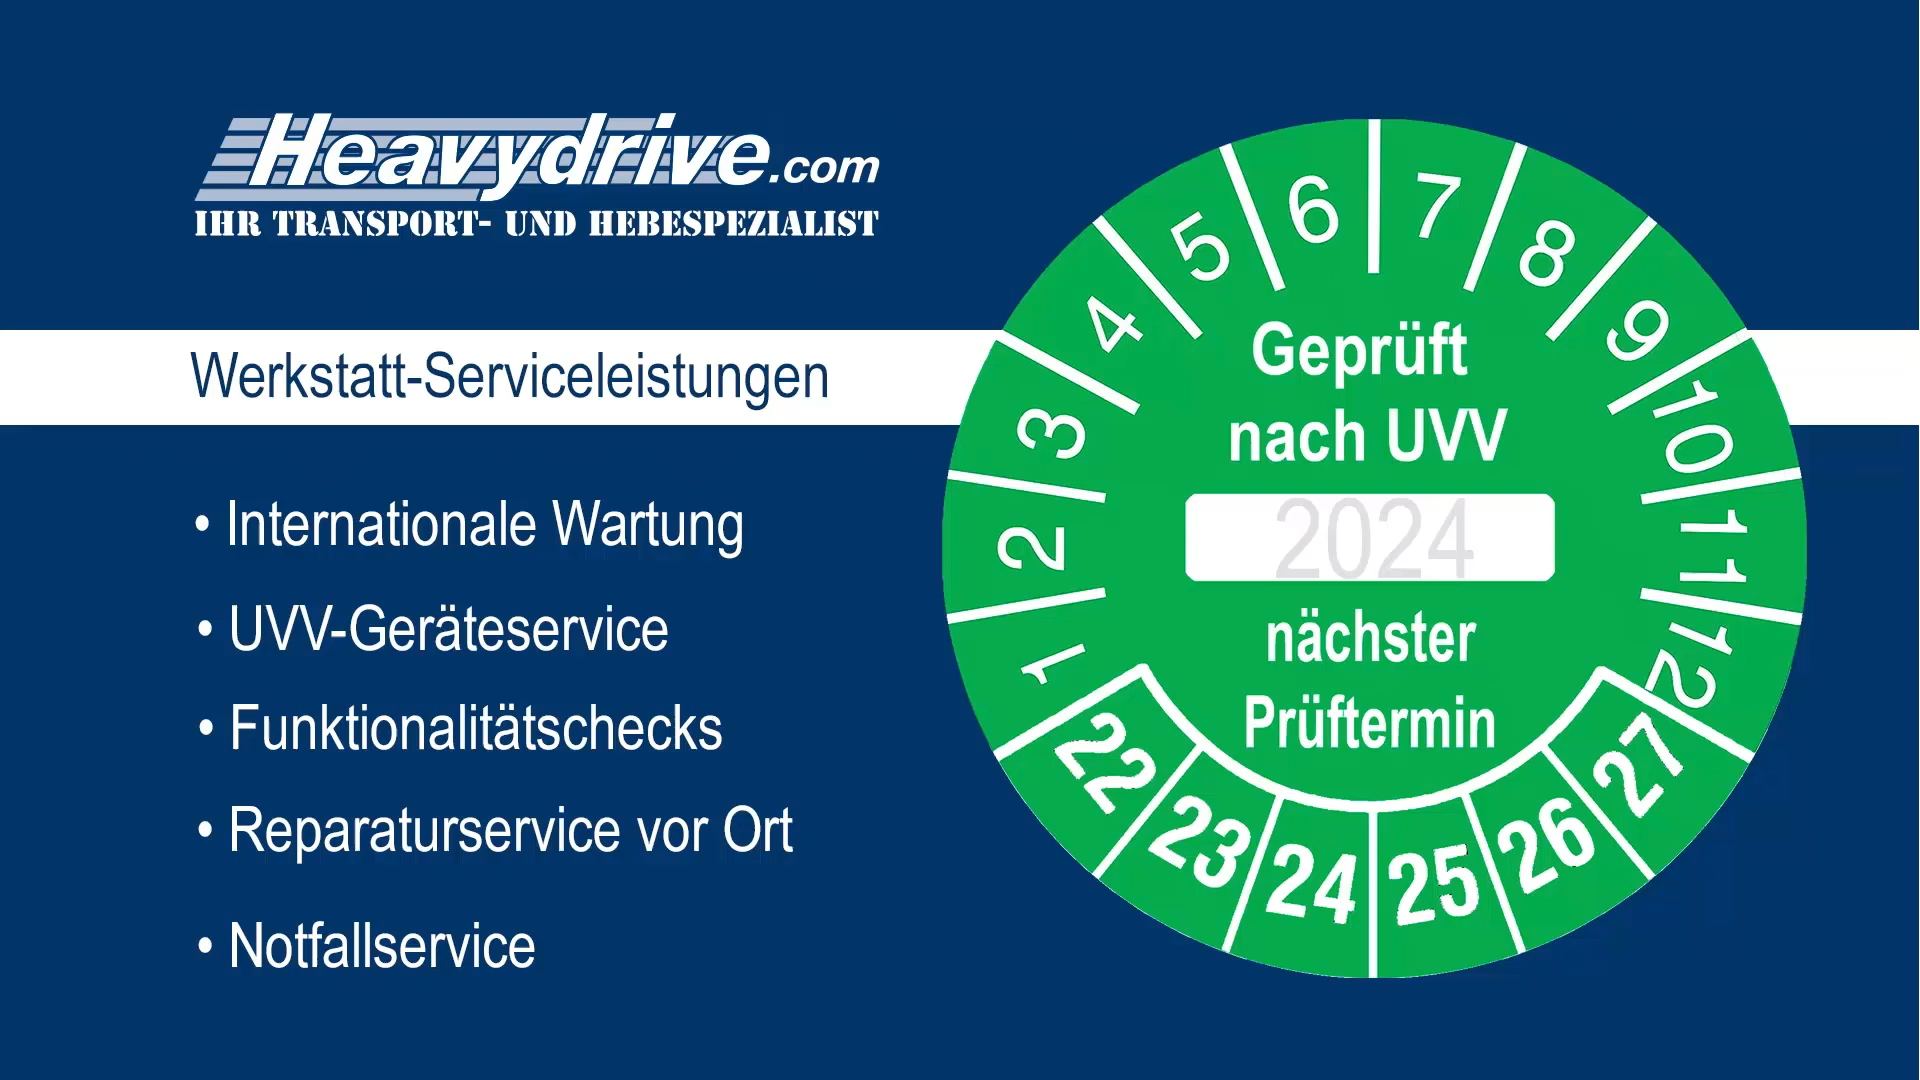 Heavydrive.com
IHR TRANSPORT- UND HEBESPEZIALIST
Werkstatt-Serviceleistungen
• Internationale Wartung
• UVV-Geräteservice
• Funktionalitätschecks
• Reparaturservice vor Ort
• Notfallservice
1
2
3
4
5
6
7
8
9
10
11
12
Geprüft
nach UVV
2024
nächster
Prüftermin
22
23
24
25
26
27